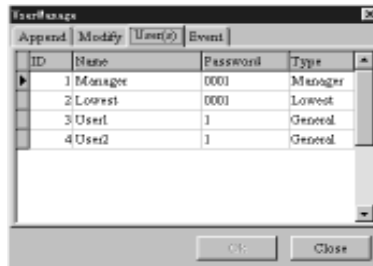 UserManage
Append Modify User(s) Event
ID Name Password Type
1 Manager 0001 Manager
2 Lowest 0001 Lowest
3 User1 1 General
4 User2 1 General
Ok Close